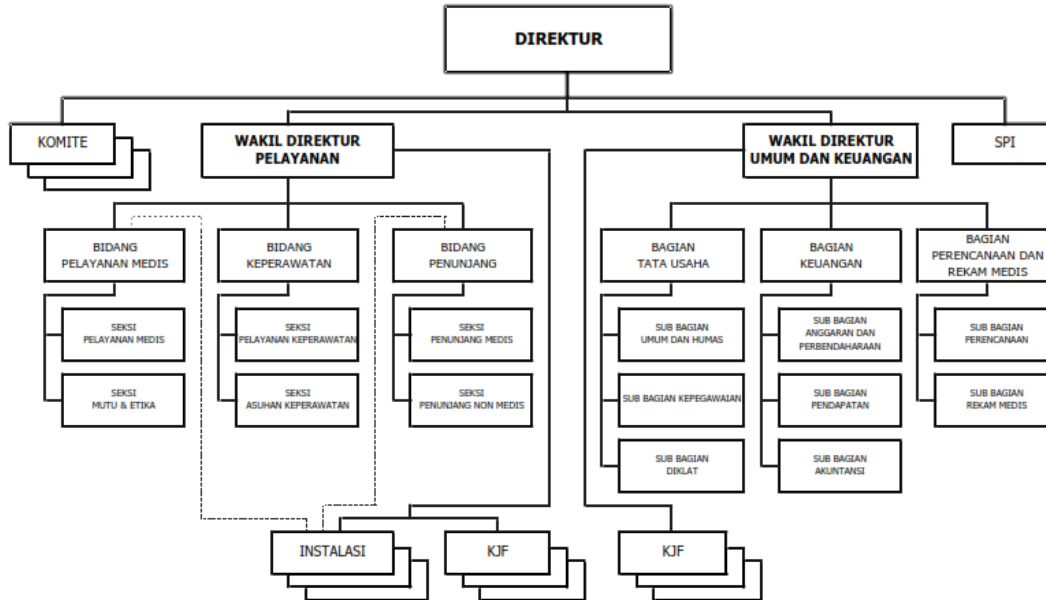 DIREKTUR
KOMITE
WAKIL DIREKTUR
PELAYANAN
WAKIL DIREKTUR
UMUM DAN KEUANGAN
SPI
BIDANG
PELAYANAN MEDIS
BIDANG
KEPERAWATAN
BIDANG
PENUNJANG
BAGIAN
TATA USAHA
BAGIAN
KEUANGAN
BAGIAN
PERENCANAAN DAN
REKAM MEDIS
SEKSI
PELAYANAN MEDIS
SEKSI
PELAYANAN KEPERAWATAN
SEKSI
PENUNJANG MEDIS
SUB BAGIAN
UMUM DAN HUMAS
SUB BAGIAN
ANGGARAN DAN
PERBENDAHARAAN
SUB BAGIAN
PERENCANAAN
SEKSI
MUTU & ETIKA
SEKSI
ASUHAN KEPERAWATAN
SEKSI
PENUNJANG NON MEDIS
SUB BAGIAN KEPEGAWAIAN
SUB BAGIAN
PENDAPATAN
SUB BAGIAN
REKAM MEDIS
SUB BAGIAN
DIKLAT
SUB BAGIAN
AKUNTANSI
INSTALASI
KJF
KJF